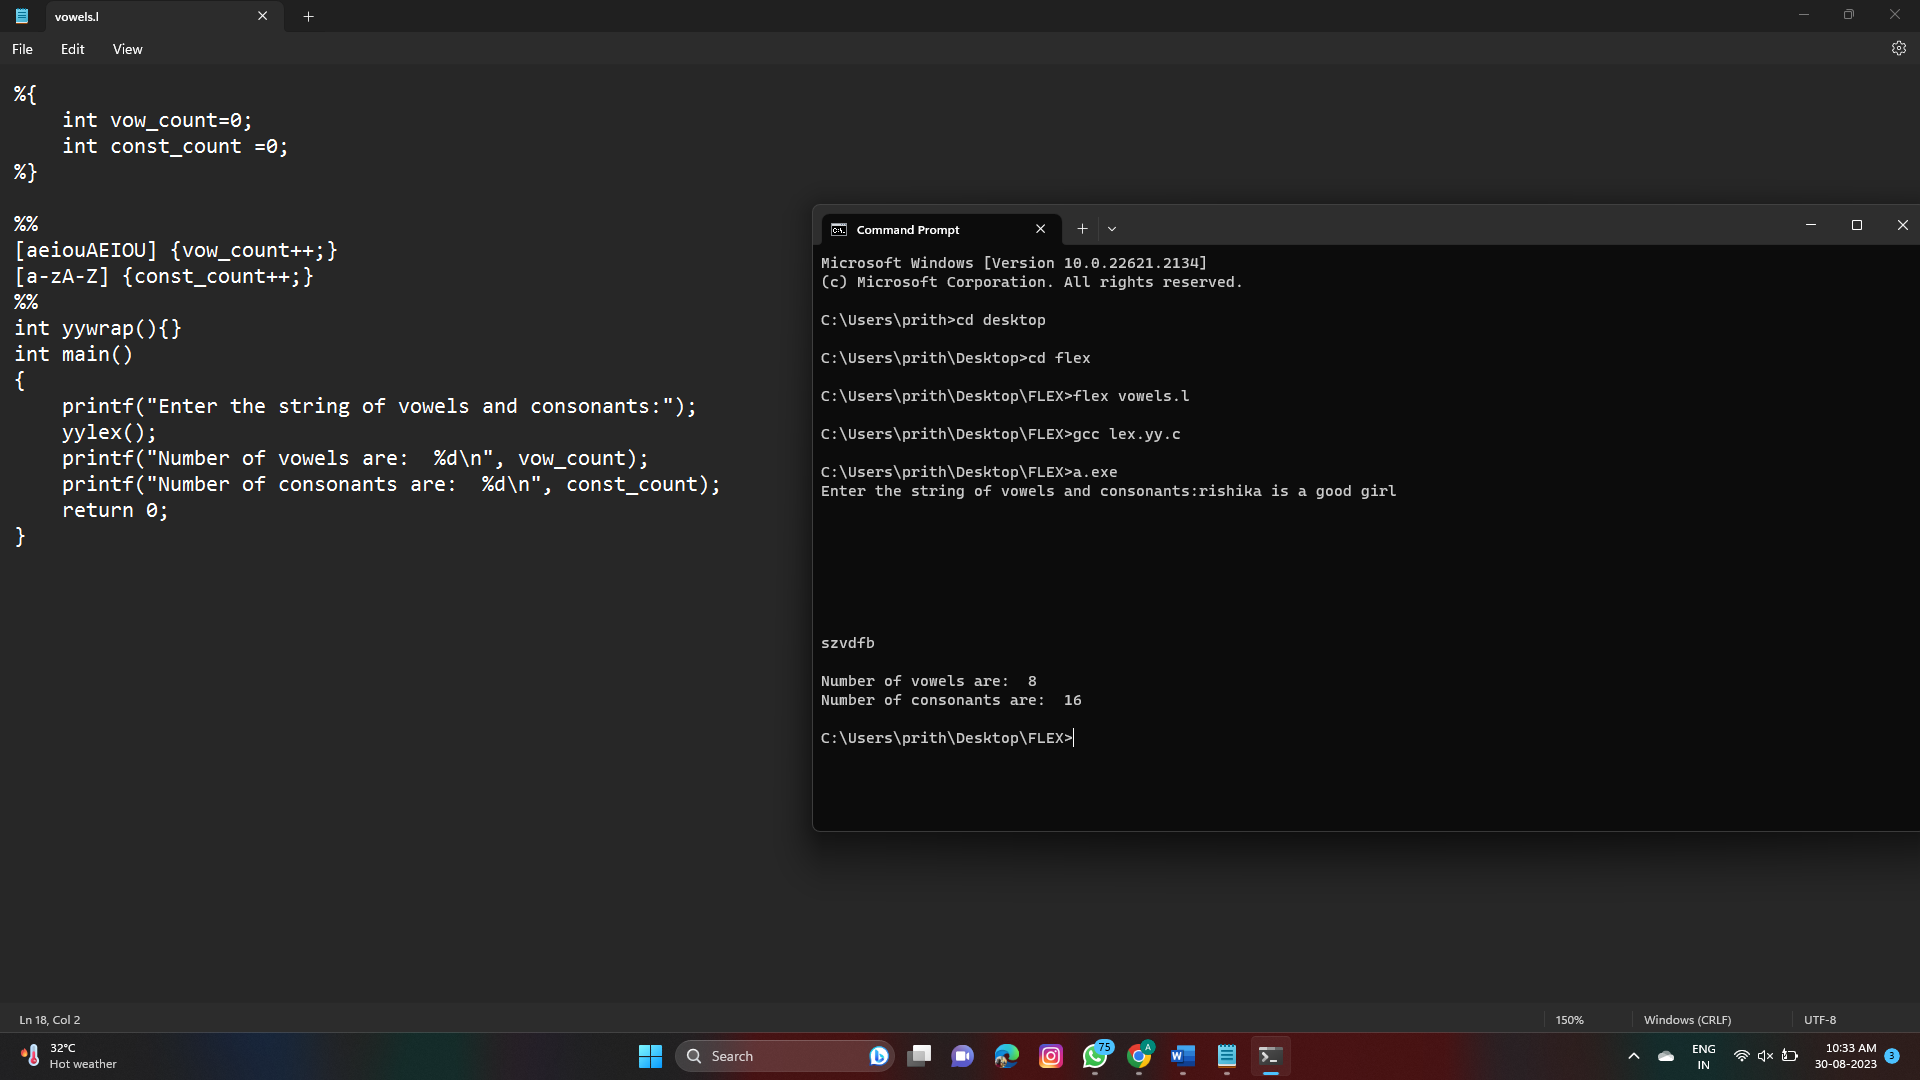 vowels.l
File Edit View
%{
int vow_count=0;
int const_count =0;
%}
%%
[aeiouAEIOU] {vow_count++;}
[a-zA-Z] {const_count++;}
%%
int yywrap(){}
int main()
{
printf("Enter the string of vowels and consonants:");
yylex();
printf("Number of vowels are:  %d\n", vow_count);
printf("Number of consonants are:  %d\n", const_count);
return 0;
}
Command Prompt
Microsoft Windows [Version 10.0.22621.2134]
(c) Microsoft Corporation. All rights reserved.
C:\Users\prith>cd desktop
C:\Users\prith\Desktop>cd flex
C:\Users\prith\Desktop\FLEX>flex vowels.l
C:\Users\prith\Desktop\FLEX>gcc lex.yy.c
C:\Users\prith\Desktop\FLEX>a.exe
Enter the string of vowels and consonants:rishika is a good girl
szvdfb
Number of vowels are:  8
Number of consonants are:  16
C:\Users\prith\Desktop\FLEX>
Ln 18, Col 2
150%
Windows (CRLF)
UTF-8
32°C
Hot weather
Search
75
A
W
ENG
IN
10:33 AM
30-08-2023
3